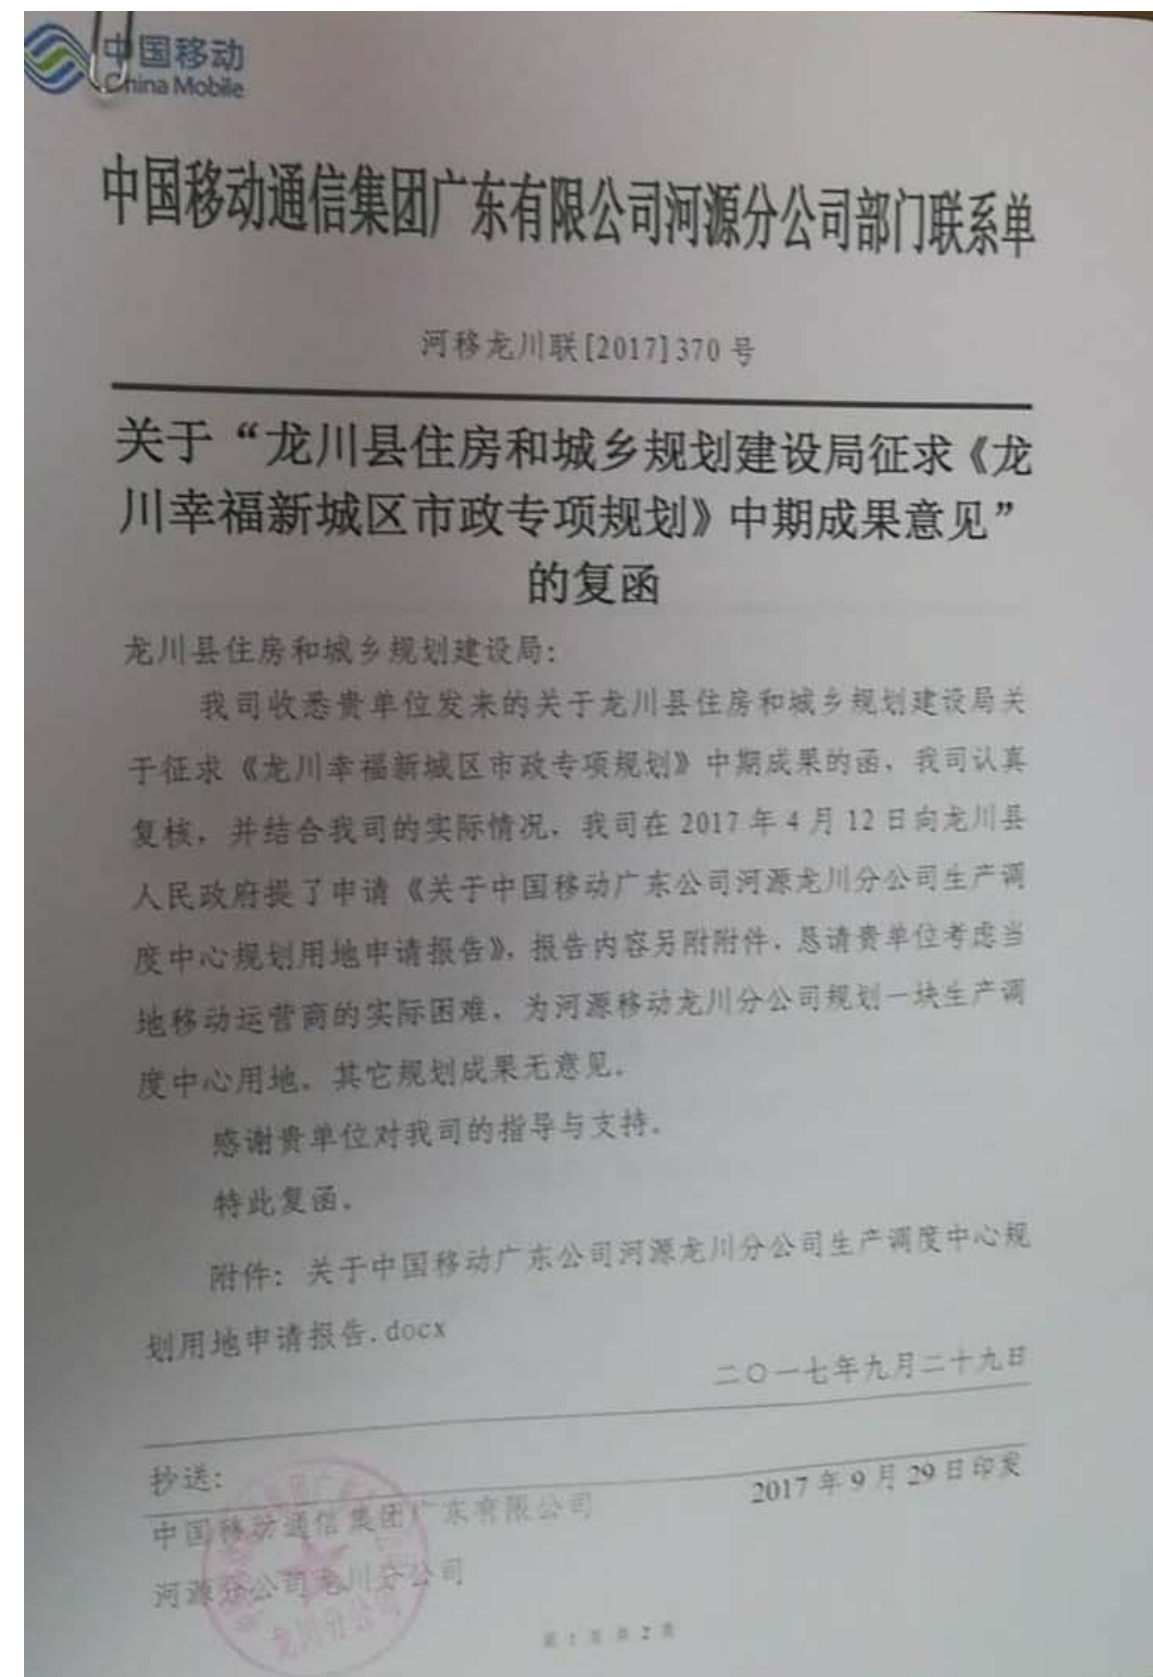 中国移动
China Mobile
中国移动通信集团广东有限公司河源分公司部门联系单
河移龙川联[2017]370 号
关于“龙川县住房和城乡规划建设局征求《龙
川幸福新城区市政专项规划》中期成果意见”
的复函
龙川县住房和城乡规划建设局:
我司收悉贵单位发来的关于龙川县住房和城乡规划建设局关
于征求《龙川幸福新城区市政专项规划》中期成果的函，我司认真
复核，并结合我司的实际情况，我司在 2017 年 4 月 12 日向龙川县
人民政府提了申请《关于中国移动广东公司河源龙川分公司生产调
度中心规划用地申请报告》，报告内容另附附件，恳请贵单位考虑当
地移动运营商的实际困难，为河源移动龙川分公司规划一块生产调
度中心用地，其它规划成果无意见。
感谢贵单位对我司的指导与支持。
特此复函。
附件: 关于中国移动广东公司河源龙川分公司生产调度中心规
划用地申请报告.docx
二〇一七年九月二十九日
抄送:
中国移动通信集团广东有限公司
2017 年 9 月 29 日印发
河源分公司龙川分公司
龙川分公司
第 1 页 共 2 页